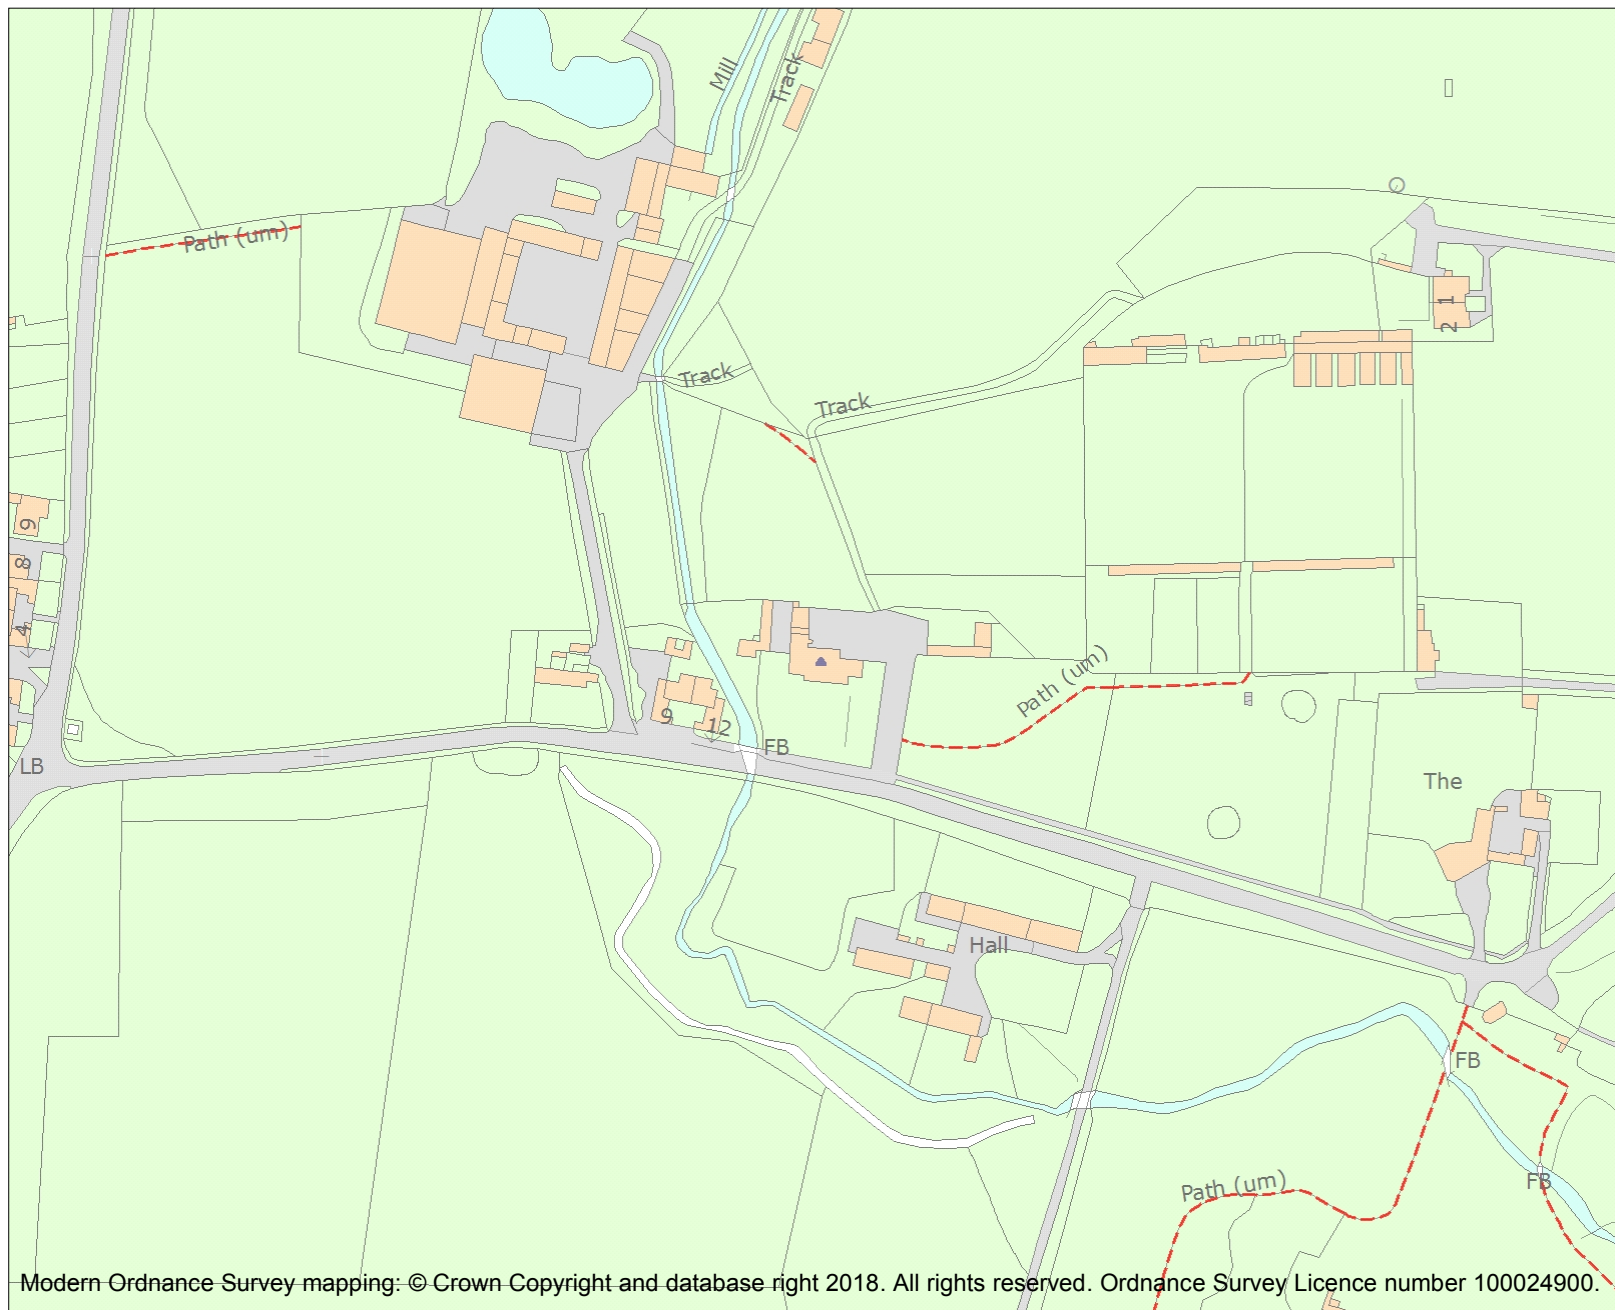 Mill
Track
Path (um)
1
2
Track
Track
9
8
4
Path (um)
9
12
FB
LB
The
Hall
FB
Path (um)
FB
Modern Ordnance Survey mapping: © Crown Copyright and database right 2018. All rights reserved. Ordnance Survey Licence number 100024900.